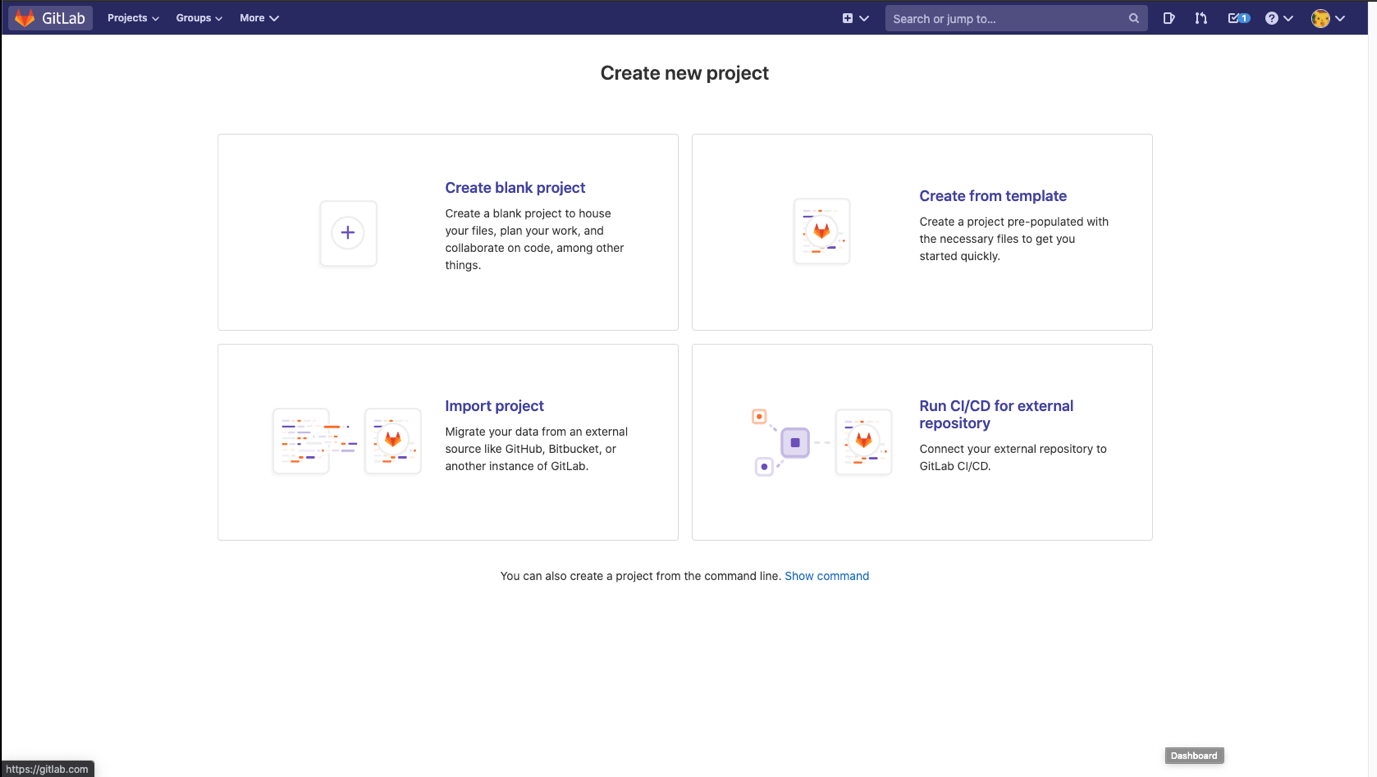 GitLab Projects Groups More Search or jump to... 1
Create new project
Create blank project
Create a blank project to house
your files, plan your work, and
collaborate on code, among other
things.
Create from template
Create a project pre-populated with
the necessary files to get you
started quickly.
Import project
Migrate your data from an external
source like GitHub, Bitbucket, or
another instance of GitLab.
Run CI/CD for external
repository
Connect your external repository to
GitLab CI/CD.
You can also create a project from the command line. Show command
Dashboard
https://gitlab.com